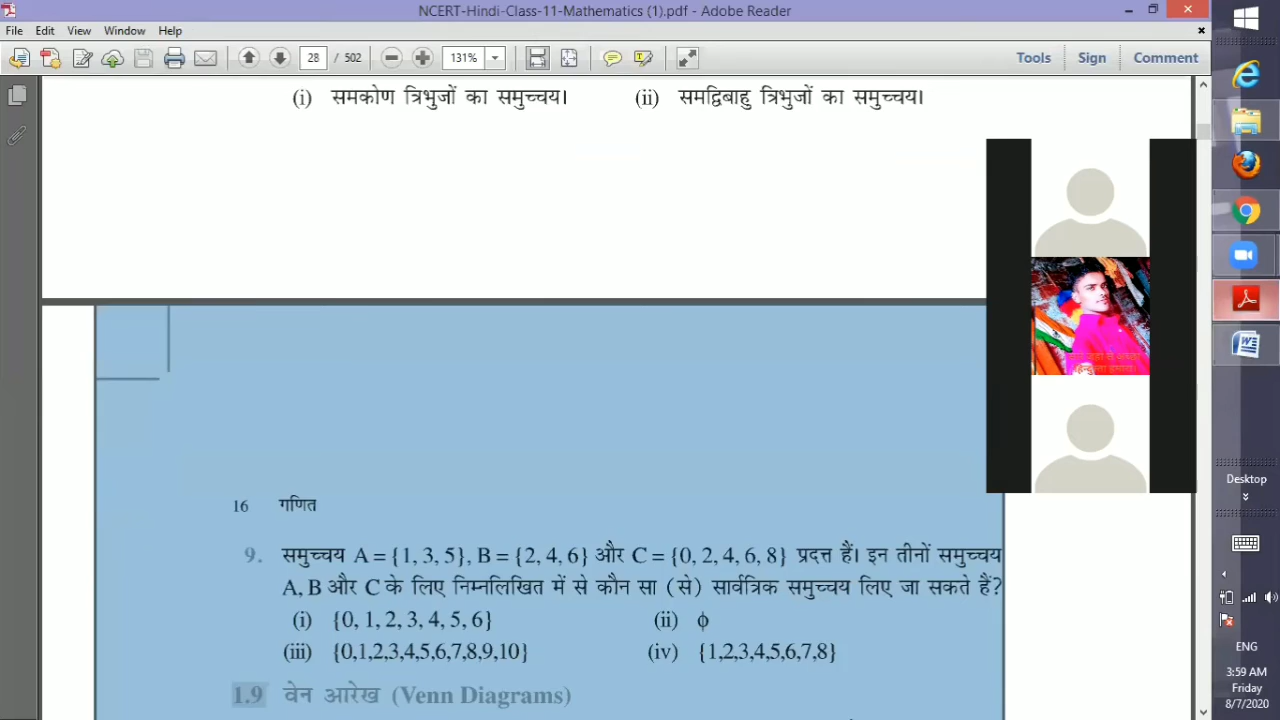 NCERT-Hindi-Class-11-Mathematics (1).pdf - Adobe Reader
File Edit View Window Help
28 / 502 131% Tools Sign Comment
(i) समकोण त्रिभुजों का समुच्चय। (ii) समद्विबाहु त्रिभुजों का समुच्चय।
16 गणित
9. समुच्चय A = {1, 3, 5}, B = {2, 4, 6} और C = {0, 2, 4, 6, 8} प्रदत्त हैं। इन तीनों समुच्चय
A, B और C के लिए निम्नलिखित में से कौन सा (से) सार्वत्रिक समुच्चय लिए जा सकते हैं?
(i) {0, 1, 2, 3, 4, 5, 6} (ii) ϕ
(iii) {0,1,2,3,4,5,6,7,8,9,10} (iv) {1,2,3,4,5,6,7,8}
1.9 वेन आरेख (Venn Diagrams)
Desktop
ENG
3:59 AM
Friday
8/7/2020